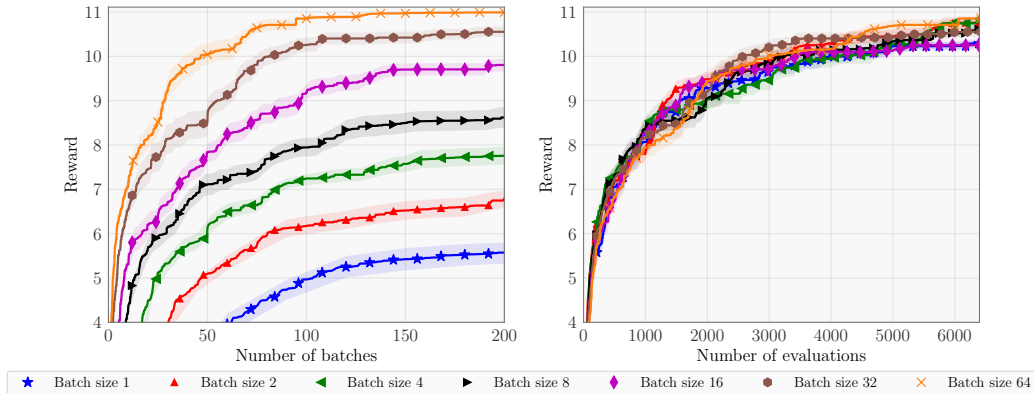 11
10
9
8
7
6
5
4
0
50
100
150
200
Reward
Number of batches
11
10
9
8
7
6
5
4
0
1000
2000
3000
4000
5000
6000
Reward
Number of evaluations
Batch size 1
Batch size 2
Batch size 4
Batch size 8
Batch size 16
Batch size 32
Batch size 64